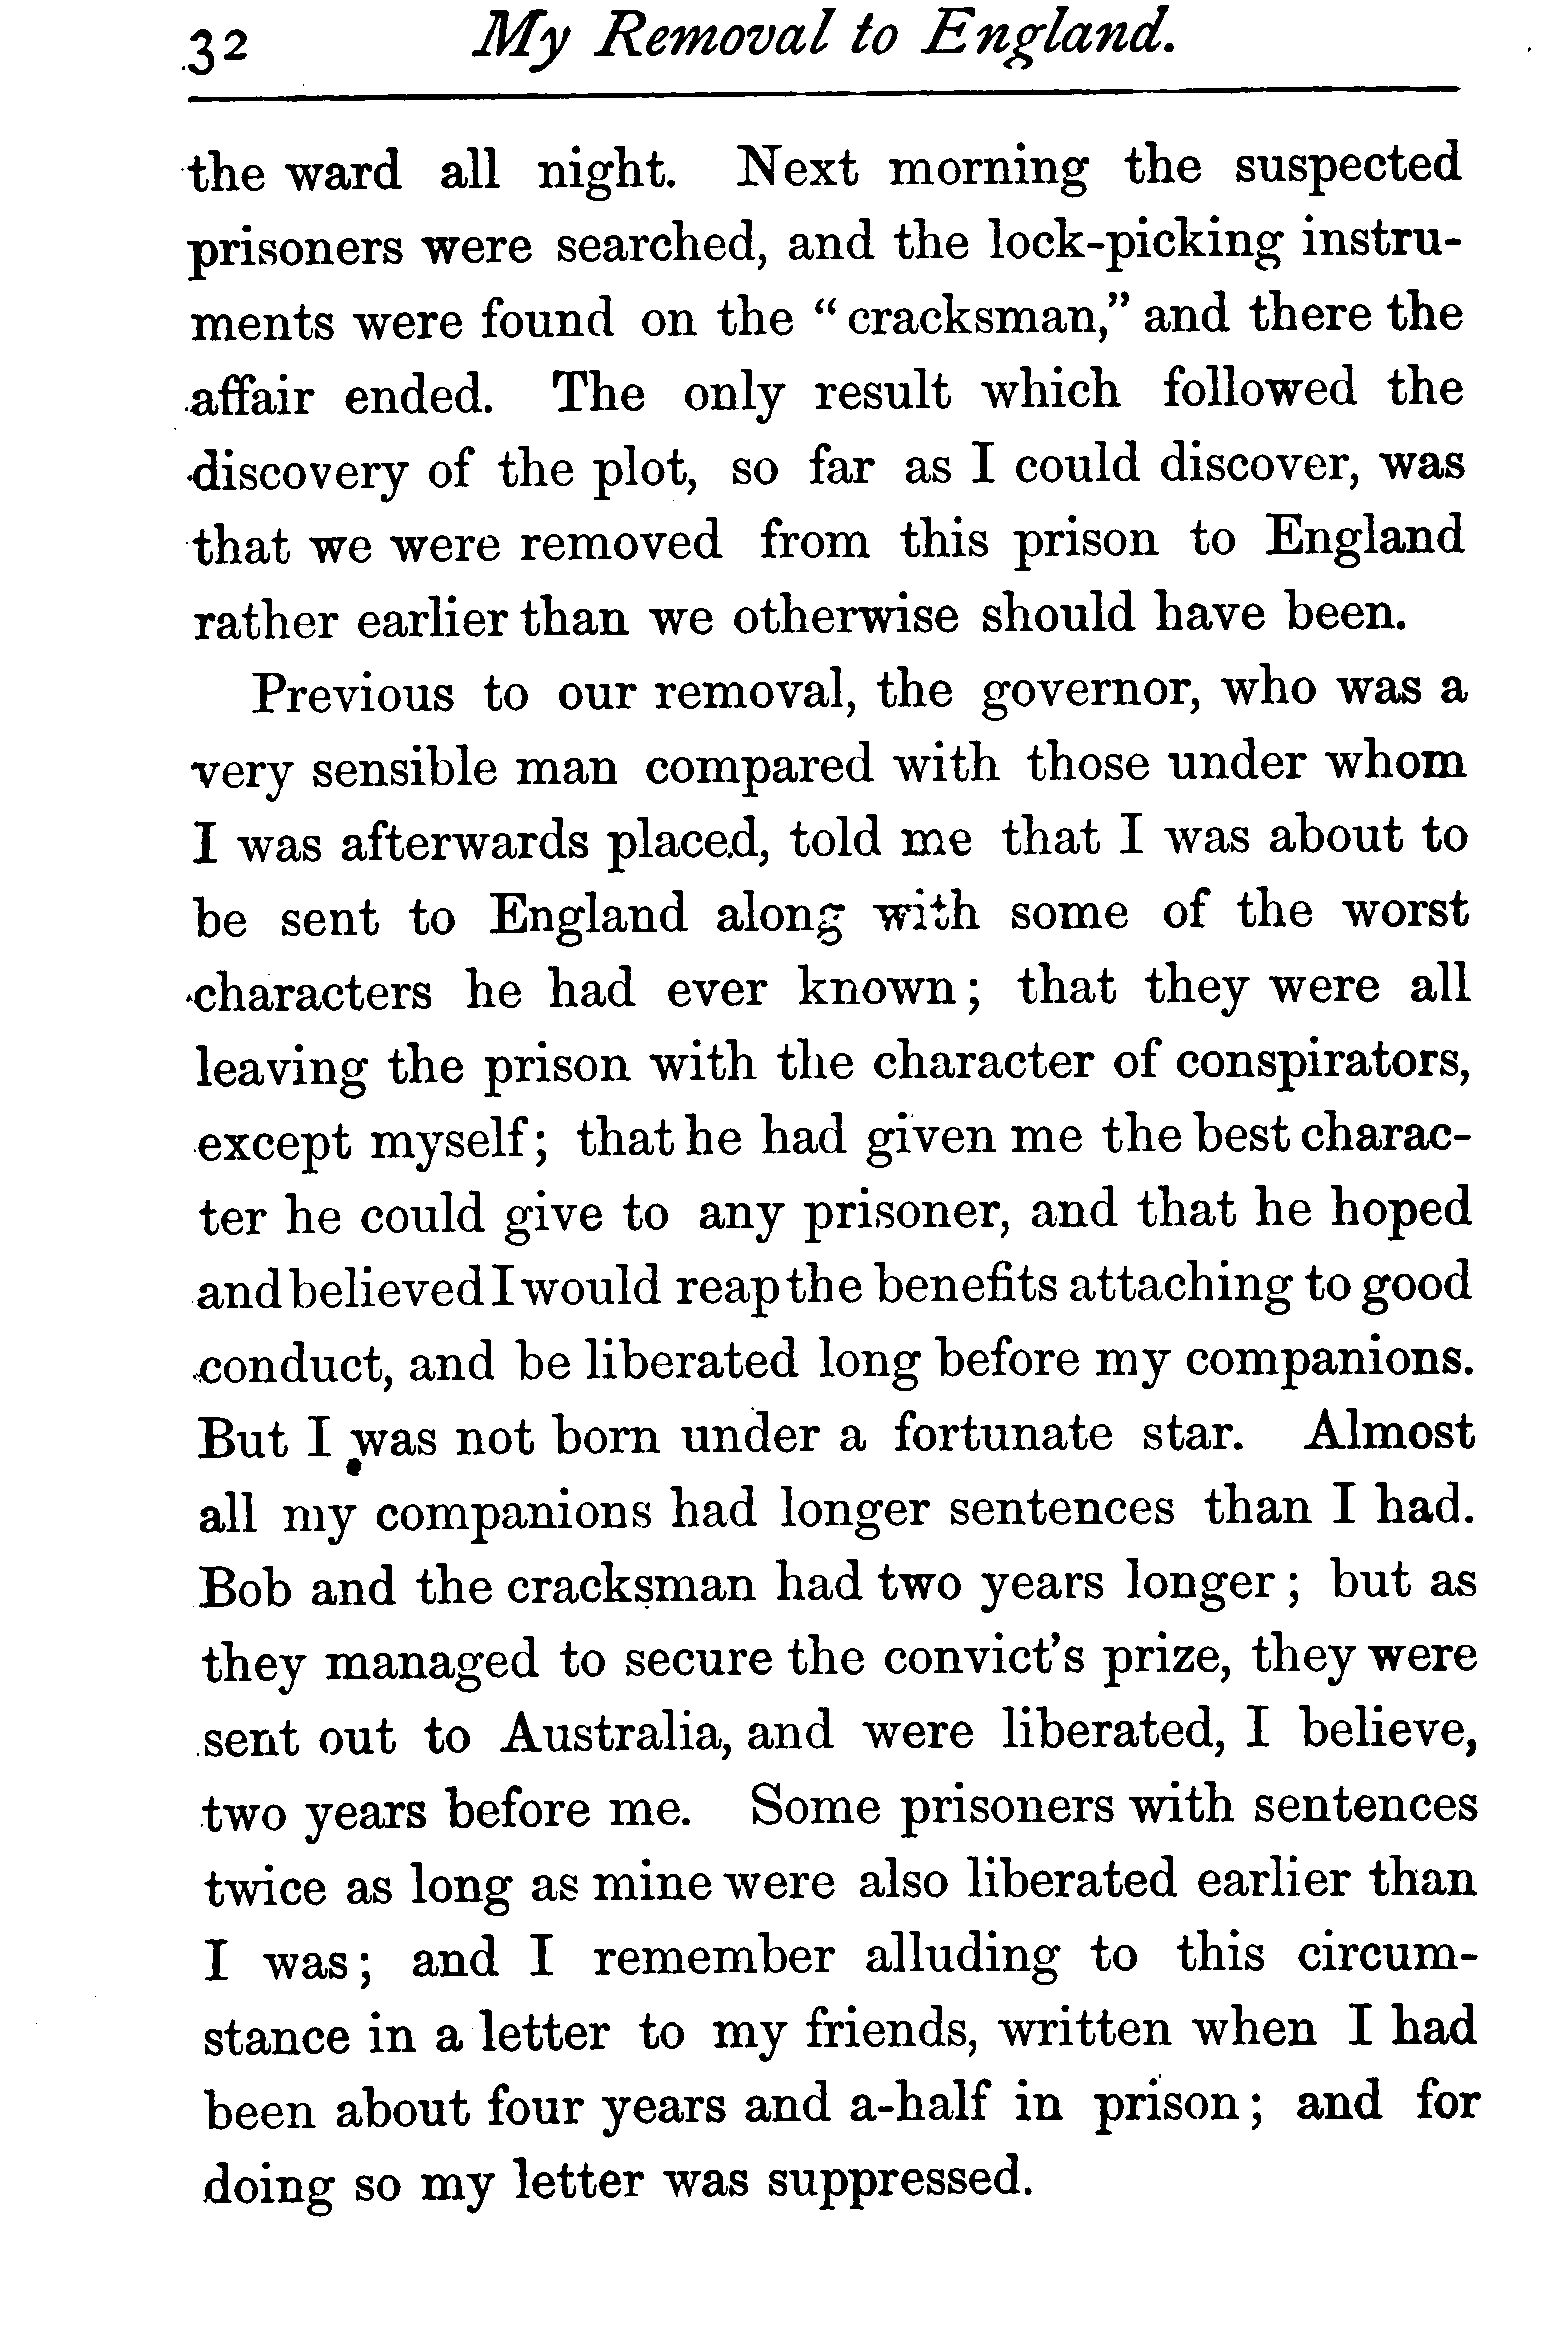 32 My Removal to England.
the ward all night. Next morning the suspected
prisoners were searched, and the lock-picking instru-
ments were found on the “cracksman,” and there the
affair ended. The only result which followed the
discovery of the plot, so far as I could discover, was
that we were removed from this prison to England
rather earlier than we otherwise should have been.
Previous to our removal, the governor, who was a
very sensible man compared with those under whom
I was afterwards placed, told me that I was about to
be sent to England along with some of the worst
characters he had ever known; that they were all
leaving the prison with the character of conspirators,
except myself; that he had given me the best charac-
ter he could give to any prisoner, and that he hoped
and believed I would reap the benefits attaching to good
conduct, and be liberated long before my companions.
But I was not born under a fortunate star. Almost
all my companions had longer sentences than I had.
Bob and the cracksman had two years longer; but as
they managed to secure the convict's prize, they were
sent out to Australia, and were liberated, I believe,
two years before me. Some prisoners with sentences
twice as long as mine were also liberated earlier than
I was; and I remember alluding to this circum-
stance in a letter to my friends, written when I had
been about four years and a-half in prison; and for
doing so my letter was suppressed.